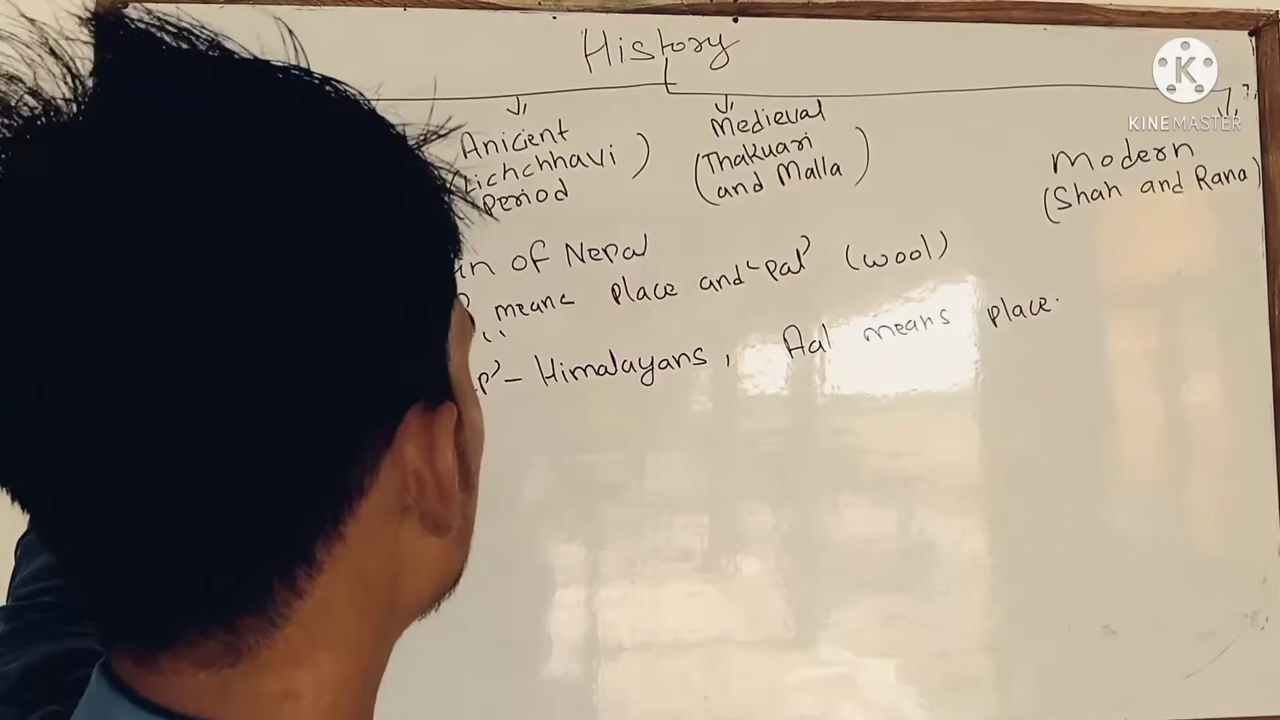 History
K
KINEMASTER
Anicient
(Lichchhavi)
Period
Medieval
(Thakuari
and Malla)
Modern
(Shah and Rana)
of Nepal
means place and 'pal' (wool)
- Himalayans, Aal means place.